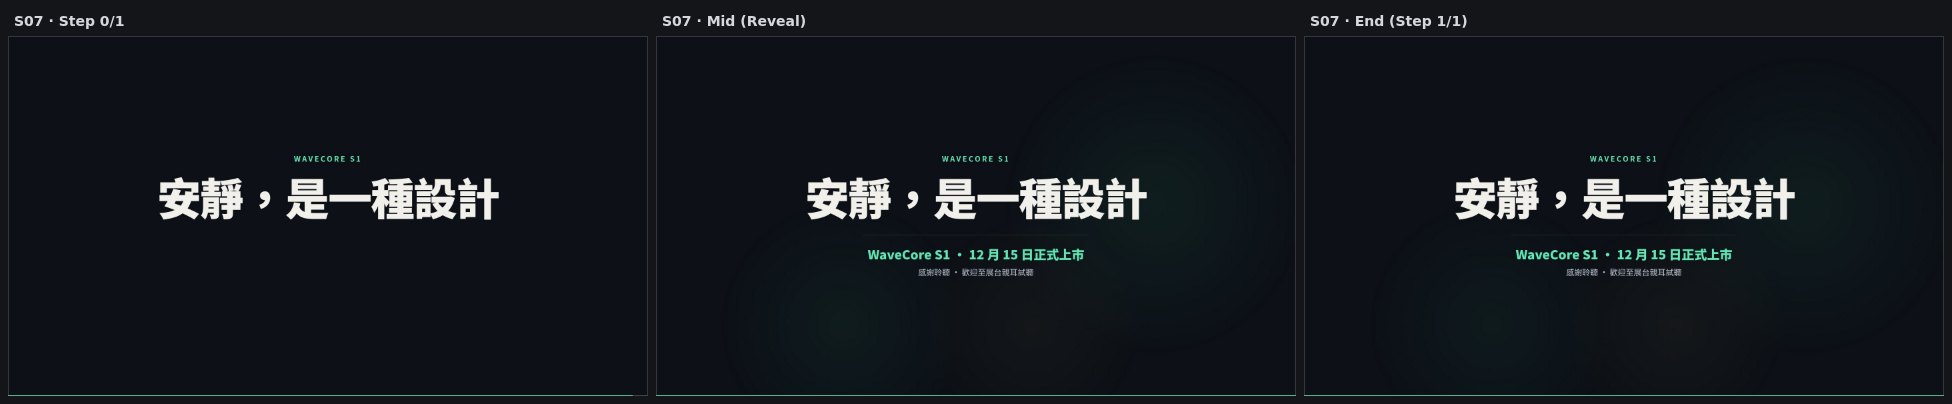 S07 · Step 0/1
WAVECORE S1
安靜，是一種設計
S07 · Mid (Reveal)
WAVECORE S1
安靜，是一種設計
WaveCore S1 · 12 月 15 日正式上市
感謝聆聽 · 歡迎至展台親耳試聽
S07 · End (Step 1/1)
WAVECORE S1
安靜，是一種設計
WaveCore S1 · 12 月 15 日正式上市
感謝聆聽 · 歡迎至展台親耳試聽